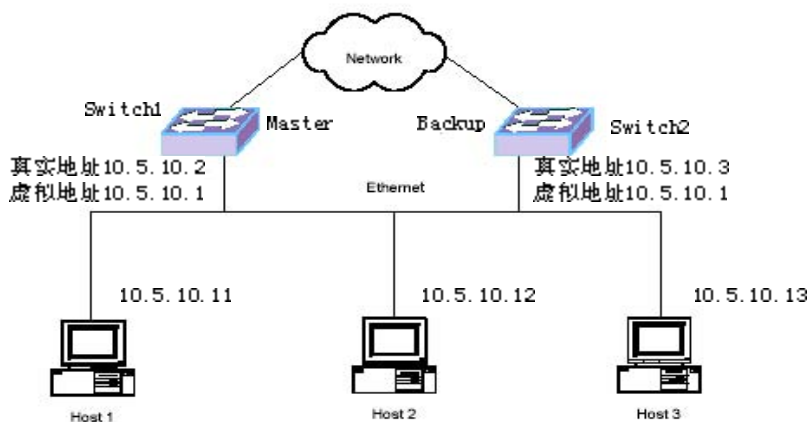 Network
Switch1
Master
Backup
Switch2
真实地址10.5.10.2
虚拟地址10.5.10.1
真实地址10.5.10.3
虚拟地址10.5.10.1
Ethernet
10.5.10.11
10.5.10.12
10.5.10.13
Host 1
Host 2
Host 3